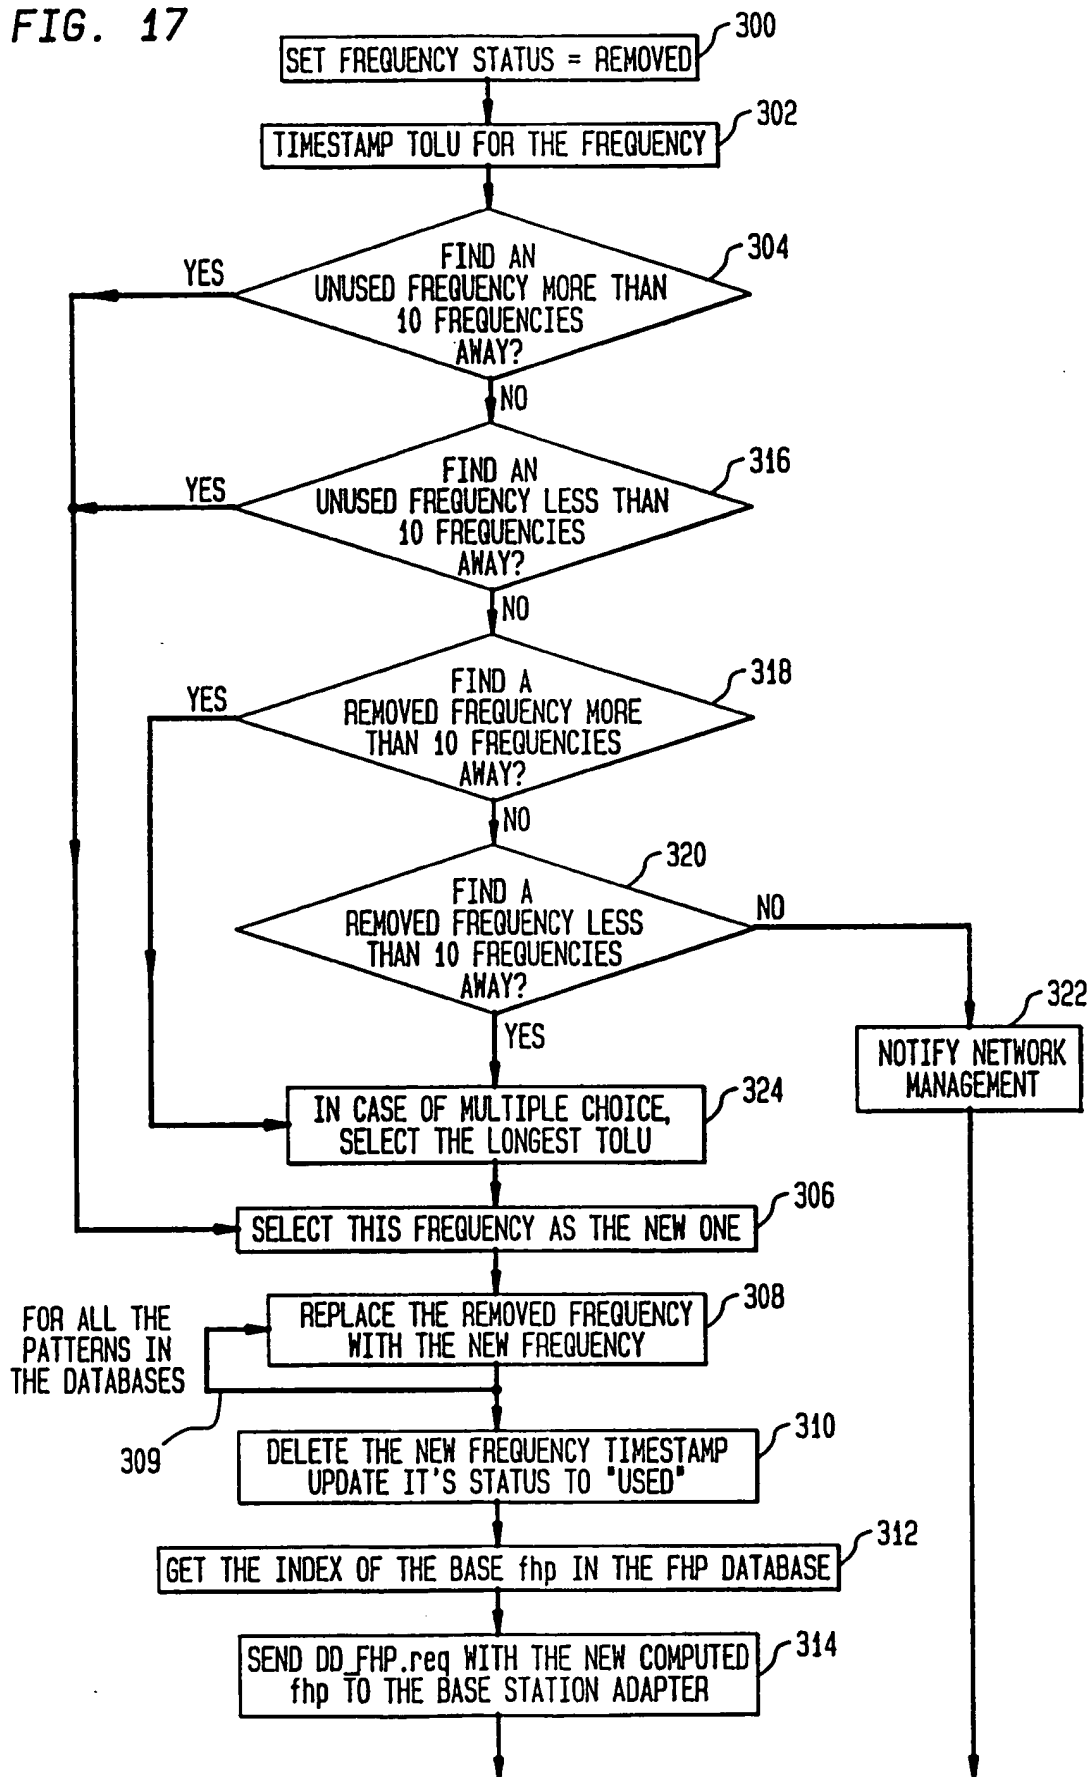 FIG. 17
300
SET FREQUENCY STATUS = REMOVED
302
TIMESTAMP TOLU FOR THE FREQUENCY
304
FIND AN
UNUSED FREQUENCY MORE THAN
10 FREQUENCIES
AWAY?
YES
NO
316
FIND AN
UNUSED FREQUENCY LESS THAN
10 FREQUENCIES
AWAY?
YES
NO
318
FIND A
REMOVED FREQUENCY MORE
THAN 10 FREQUENCIES
AWAY?
YES
NO
320
FIND A
REMOVED FREQUENCY LESS
THAN 10 FREQUENCIES
AWAY?
NO
YES
322
NOTIFY NETWORK
MANAGEMENT
324
IN CASE OF MULTIPLE CHOICE,
SELECT THE LONGEST TOLU
306
SELECT THIS FREQUENCY AS THE NEW ONE
308
REPLACE THE REMOVED FREQUENCY
WITH THE NEW FREQUENCY
FOR ALL THE
PATTERNS IN
THE DATABASES
309
310
DELETE THE NEW FREQUENCY TIMESTAMP
UPDATE IT'S STATUS TO "USED"
312
GET THE INDEX OF THE BASE fhp IN THE FHP DATABASE
314
SEND DD_FHP.req WITH THE NEW COMPUTED
fhp TO THE BASE STATION ADAPTER